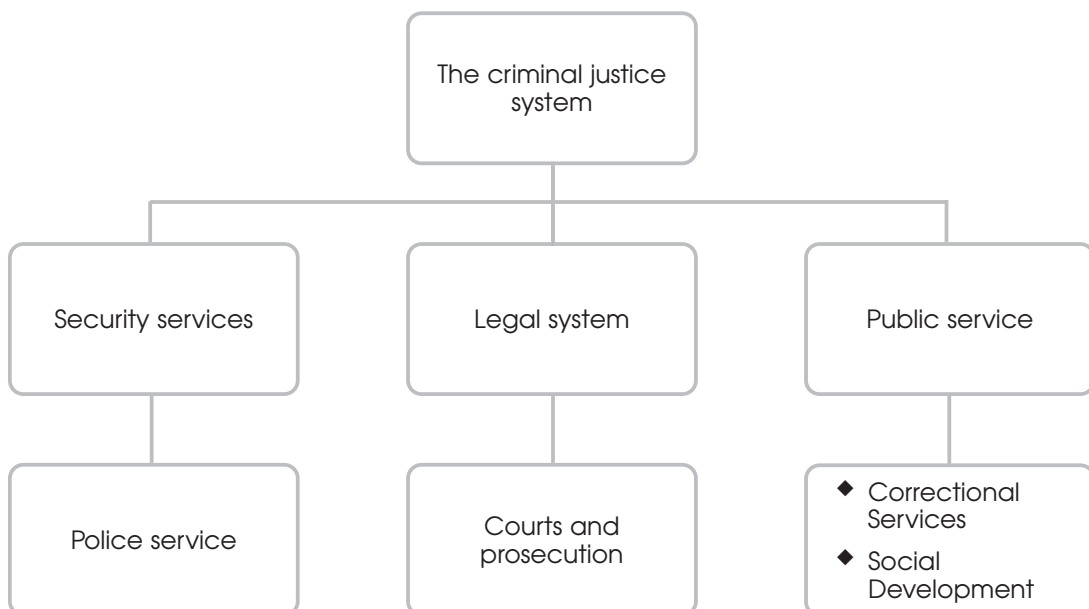 The criminal justice
system
Security services
Legal system
Public service
Police service
Courts and
prosecution
◆ Correctional
Services
◆ Social
Development